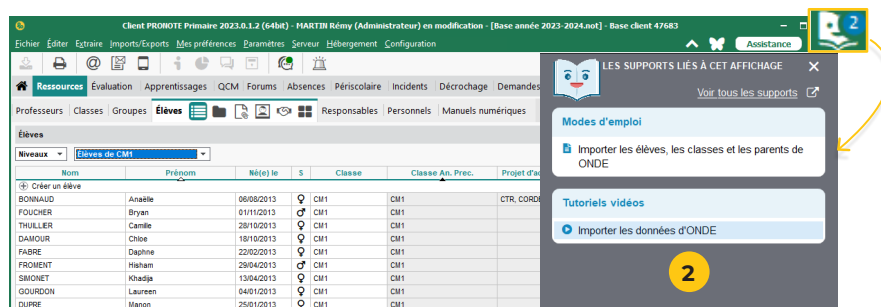 Client PRONOTE Primaire 2023.0.1.2 (64bit) - MARTIN Rémy (Administrateur) en modification - [Base année 2023-2024.not] - Base client 47683
2
Fichier Éditer Extraire Imports/Exports Mes préférences Paramètres Serveur Hébergement Configuration
Assistance
LES SUPPORTS LIÉS À CET AFFICHAGE
Voir tous les supports
Ressources Évaluation Apprentissages QCM Forums Absences Périscolaire Incidents Décrochage Demandes
Professeurs Classes Groupes Élèves Responsables Personnels Manuels numériques
Modes d'emploi
Importer les élèves, les classes et les parents de
ONDE
Tutoriels vidéos
Importer les données d'ONDE
2
Élèves
Niveaux Élèves de CM1
Nom Prénom Né(e) le S Classe Classe An. Prec.
Créer un élève
BONNAUD Anaëlle 06/08/2013 CM1 CM1
FOUCHER Bryan 01/11/2013 CM1 CM1
THUILLIER Camille 28/10/2013 CM1 CM1
DAMOUR Chloe 18/10/2013 CM1 CM1
FABRE Daphne 22/02/2013 CM1 CM1
FROMENT Hisham 29/04/2013 CM1 CM1
SIMONET Khadija 13/04/2013 CM1 CM1
GOURDON Laureen 04/01/2013 CM1 CM1
DUPRE Manon 25/01/2013 CM1 CM1